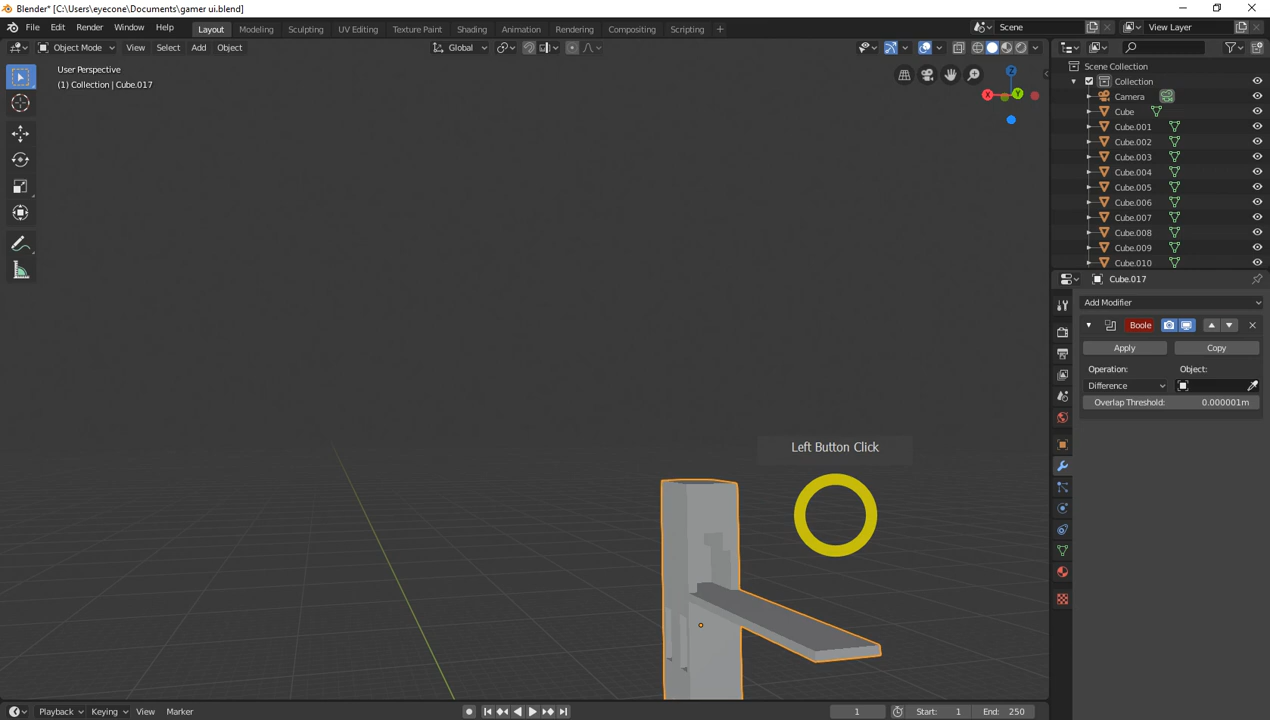 Blender* [C:\Users\eyecone\Documents\gamer ui.blend]
File Edit Render Window Help Layout Modeling Sculpting UV Editing Texture Paint Shading Animation Rendering Compositing Scripting + Scene View Layer
Object Mode View Select Add Object Global
User Perspective
(1) Collection | Cube.017
Z
X Y
Scene Collection
Collection
Camera
Cube
Cube.001
Cube.002
Cube.003
Cube.004
Cube.005
Cube.006
Cube.007
Cube.008
Cube.009
Cube.010
Cube.017
Add Modifier
Boole
Apply Copy
Operation: Object:
Difference
Overlap Threshold: 0.000001m
Left Button Click
Playback Keying View Marker 1 Start: 1 End: 250